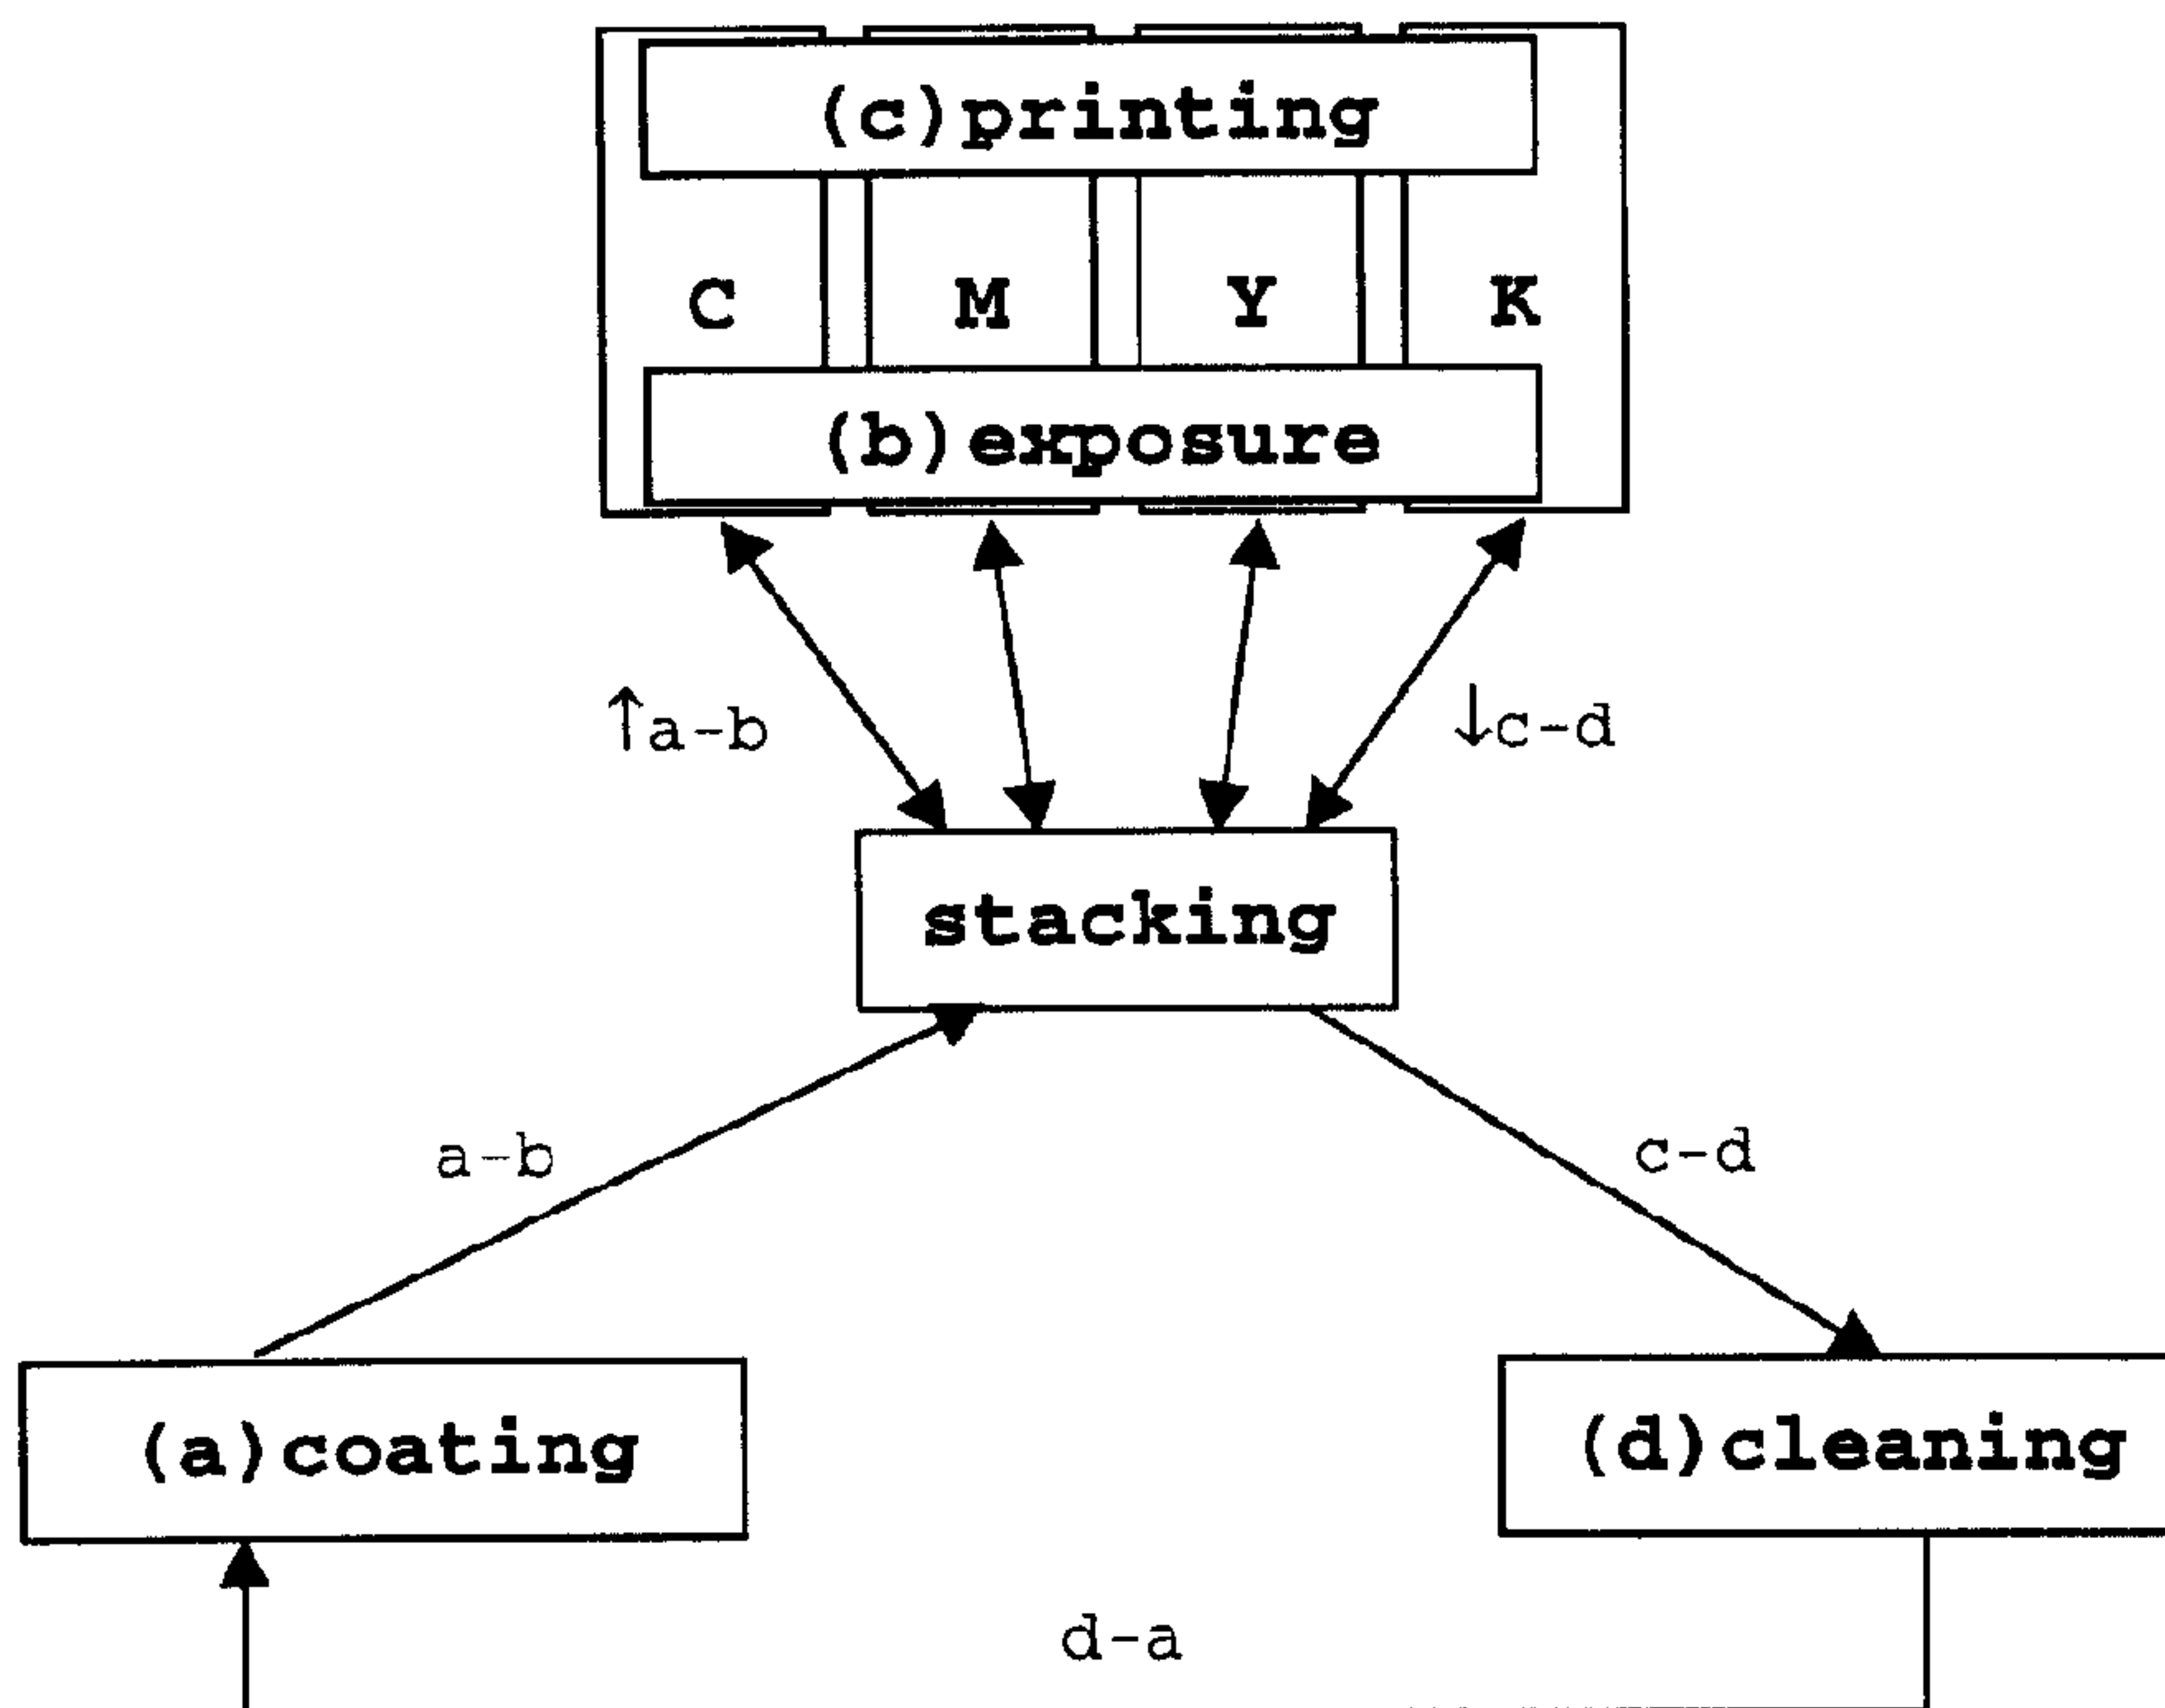 (c)printing
C M Y K
(b)exposure
↑a-b ↓c-d
stacking
a-b c-d
(a)coating (d)cleaning
d-a